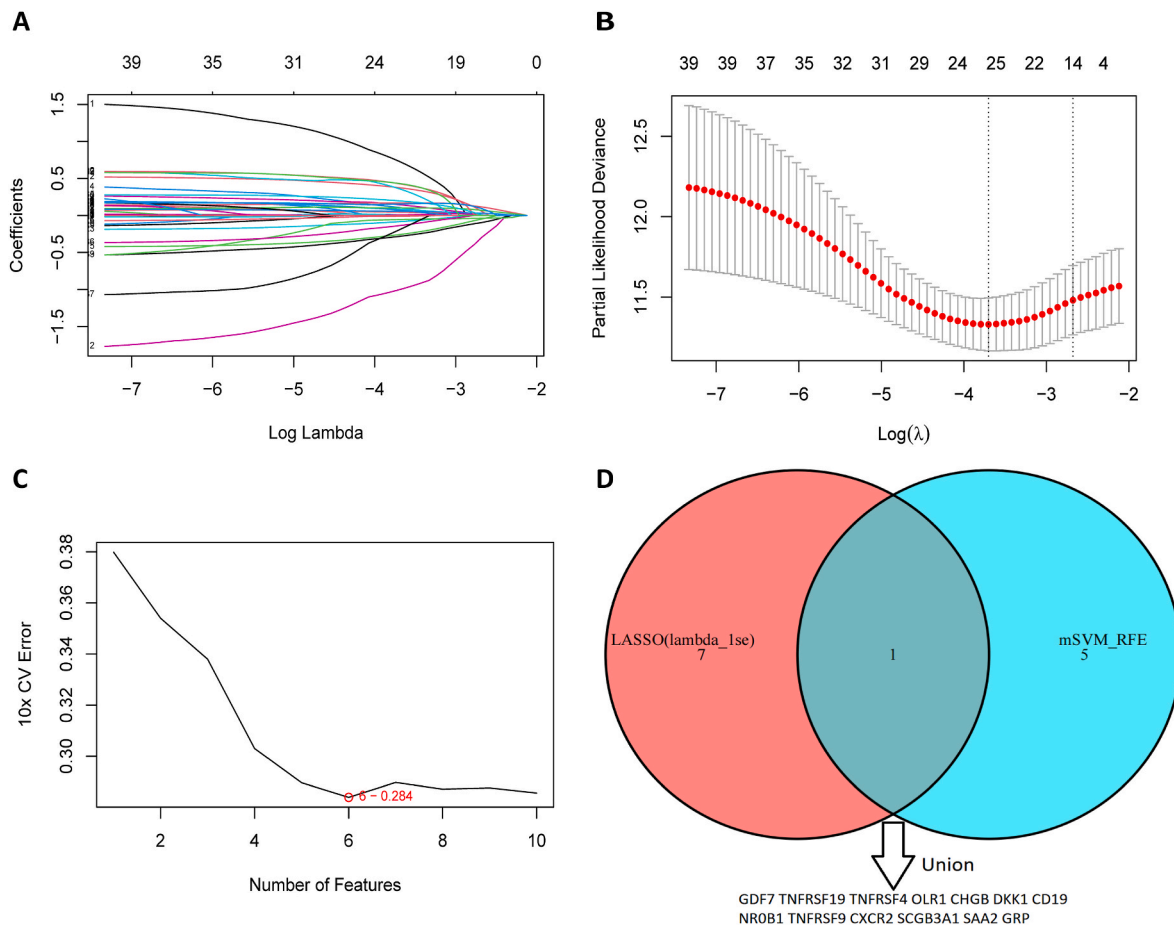 A
39 35 31 24 19 0
Coefficients
1.5
0.5
−0.5
−1.5
1
2
−7 −6 −5 −4 −3 −2
Log Lambda
B
39 39 37 35 32 31 29 24 25 22 14 4
Partial Likelihood Deviance
12.5
12.0
11.5
−7 −6 −5 −4 −3 −2
Log(λ)
C
10x CV Error
0.38
0.36
0.34
0.32
0.30
6 − 0.284
2 4 6 8 10
Number of Features
D
LASSO(lambda_1se)
7
1
mSVM_RFE
5
Union
GDF7 TNFRSF19 TNFRSF4 OLR1 CHGB DKK1 CD19
NR0B1 TNFRSF9 CXCR2 SCGB3A1 SAA2 GRP